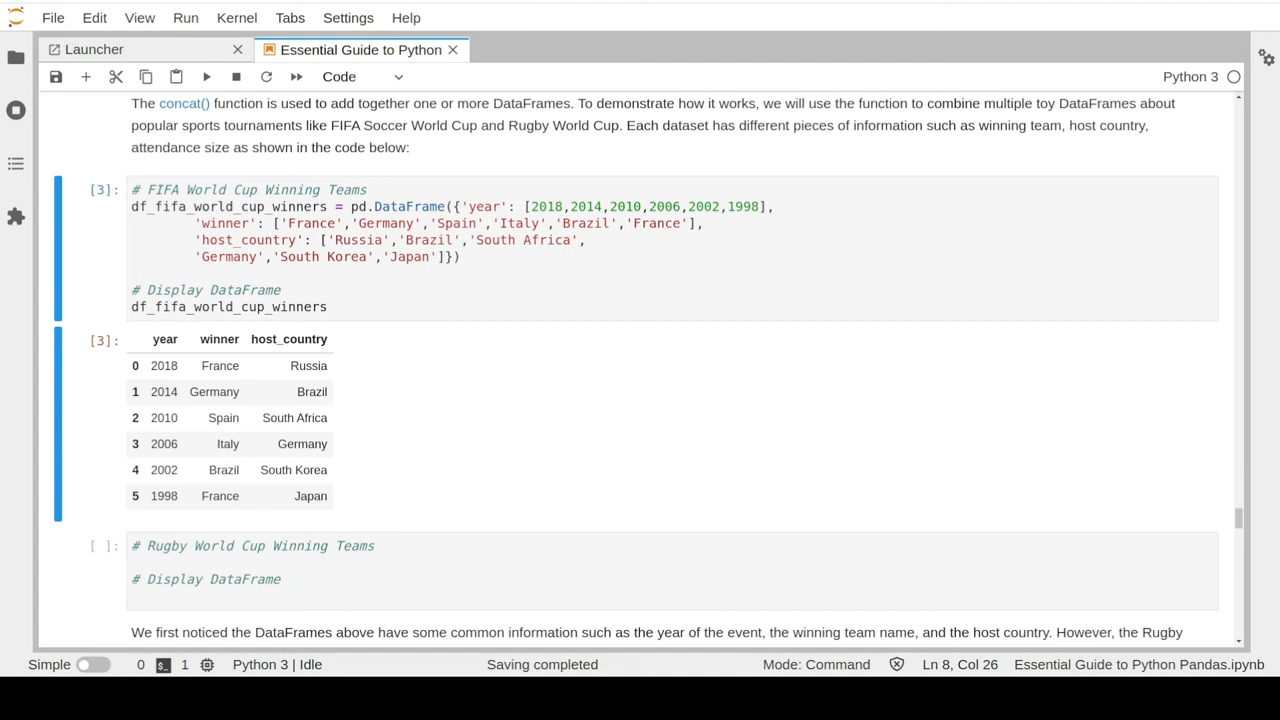 File Edit View Run Kernel Tabs Settings Help
Launcher Essential Guide to Python
Code Python 3
The concat() function is used to add together one or more DataFrames. To demonstrate how it works, we will use the function to combine multiple toy DataFrames about
popular sports tournaments like FIFA Soccer World Cup and Rugby World Cup. Each dataset has different pieces of information such as winning team, host country,
attendance size as shown in the code below:
[3]: # FIFA World Cup Winning Teams
df_fifa_world_cup_winners = pd.DataFrame({'year': [2018,2014,2010,2006,2002,1998],
'winner': ['France','Germany','Spain','Italy','Brazil','France'],
'host_country': ['Russia','Brazil','South Africa',
'Germany','South Korea','Japan']})
# Display DataFrame
df_fifa_world_cup_winners
[3]: year winner host_country
0 2018 France Russia
1 2014 Germany Brazil
2 2010 Spain South Africa
3 2006 Italy Germany
4 2002 Brazil South Korea
5 1998 France Japan
[ ]: # Rugby World Cup Winning Teams
# Display DataFrame
We first noticed the DataFrames above have some common information such as the year of the event, the winning team name, and the host country. However, the Rugby
Simple 0 $_ 1 Python 3 | Idle Saving completed Mode: Command Ln 8, Col 26 Essential Guide to Python Pandas.ipynb